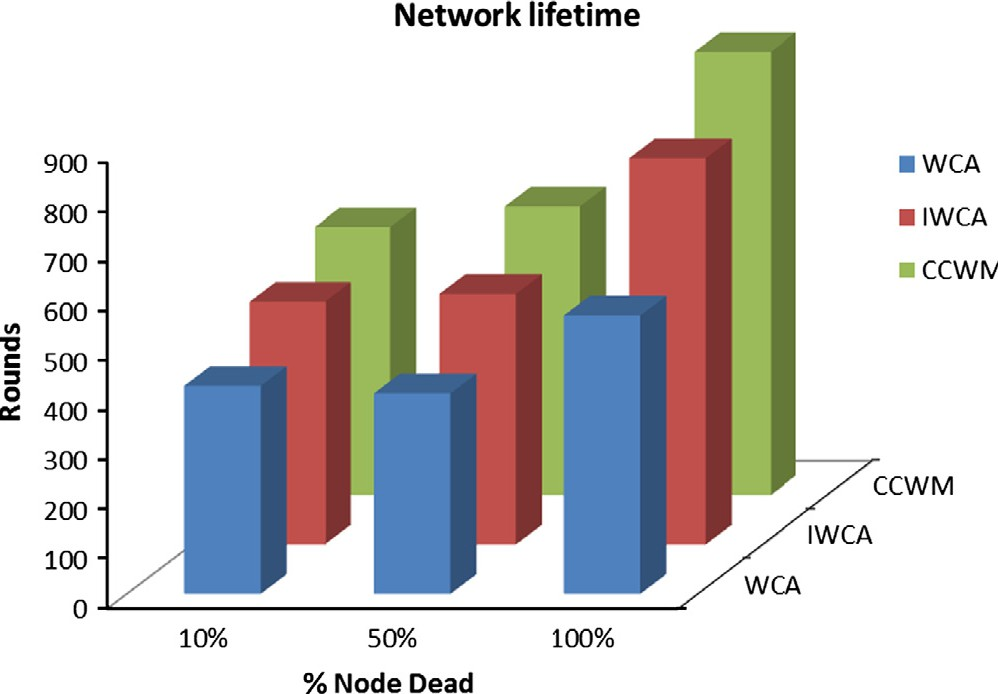 Network lifetime
900
800
700
600
500
400
300
200
100
0
Rounds
10%
50%
100%
% Node Dead
WCA
IWCA
CCWM
WCA
IWCA
CCWM